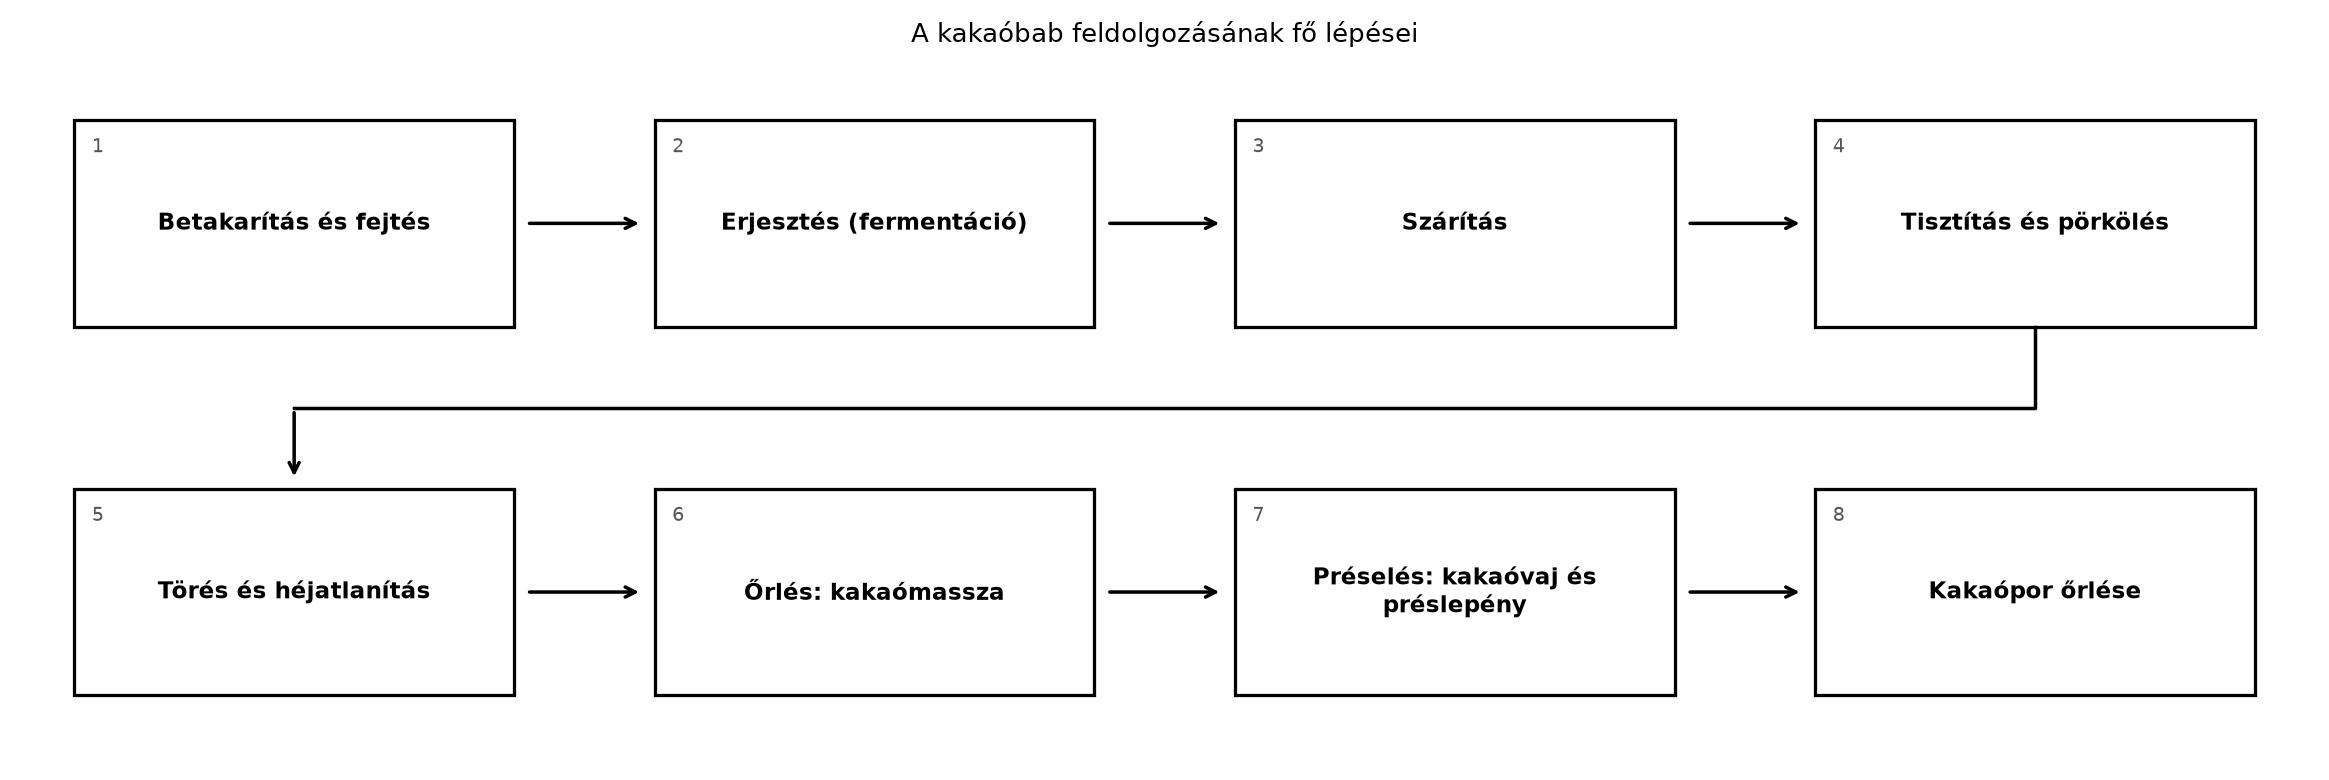 A kakaóbab feldolgozásának fő lépései
1
Betakarítás és fejtés
2
Erjesztés (fermentáció)
3
Szárítás
4
Tisztítás és pörkölés
5
Törés és héjatlanítás
6
Őrlés: kakaómassza
7
Préselés: kakaóvaj és
préslepény
8
Kakaópor őrlése